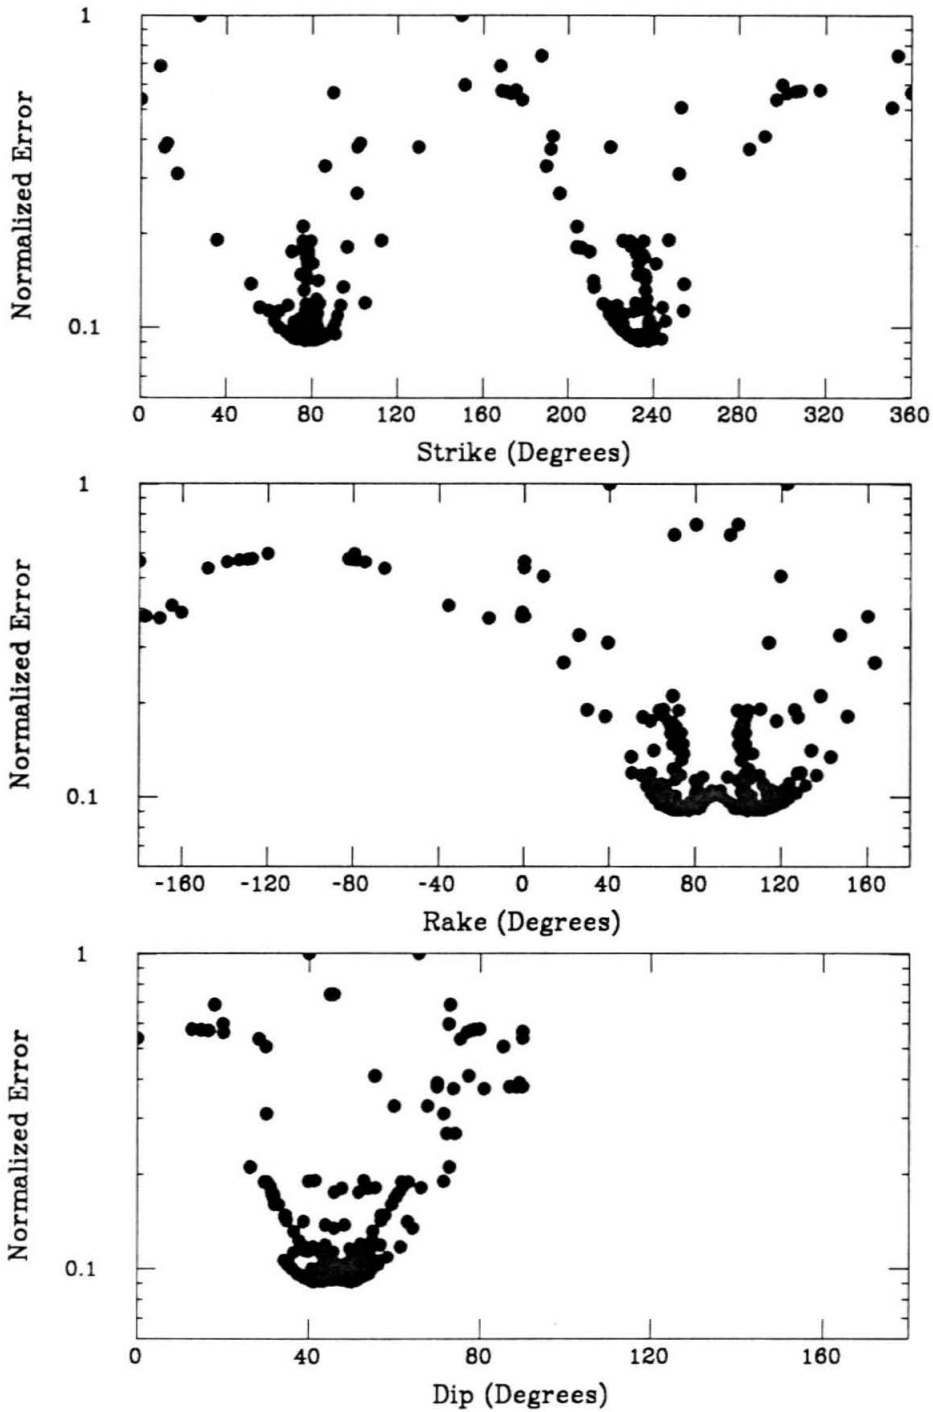 1
Normalized Error
0.1
0 40 80 120 160 200 240 280 320 360
Strike (Degrees)
1
Normalized Error
0.1
-160 -120 -80 -40 0 40 80 120 160
Rake (Degrees)
1
Normalized Error
0.1
0 40 80 120 160
Dip (Degrees)